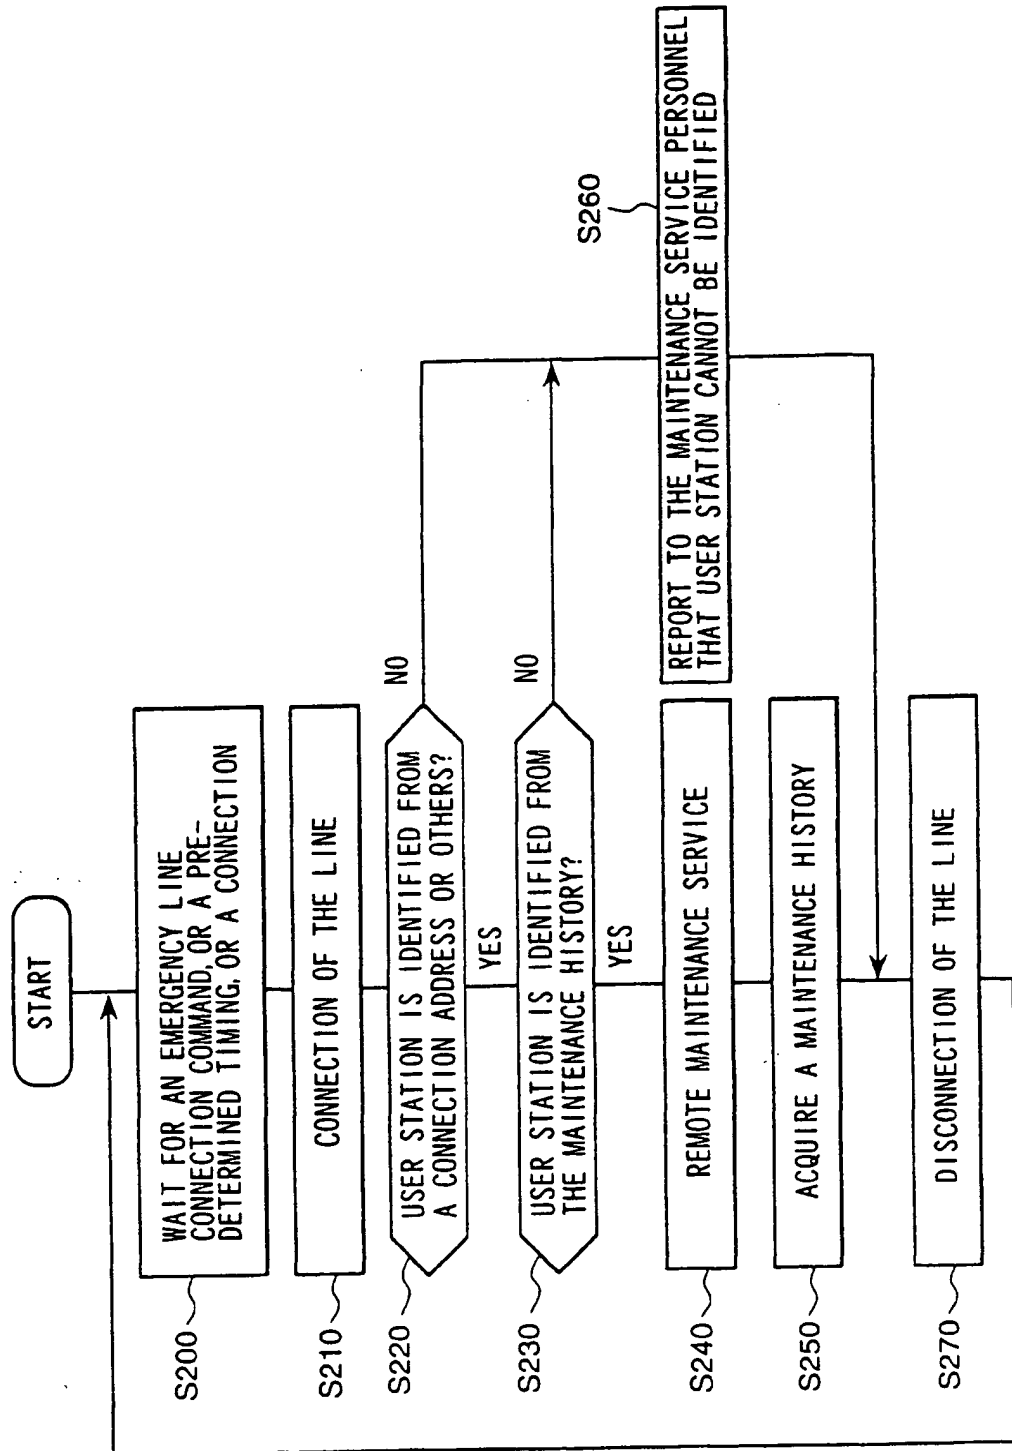 START
S200
WAIT FOR AN EMERGENCY LINE
CONNECTION COMMAND, OR A PRE-
DETERMINED TIMING, OR A CONNECTION
S210
CONNECTION OF THE LINE
S220
USER STATION IS IDENTIFIED FROM
A CONNECTION ADDRESS OR OTHERS?
NO
YES
S230
USER STATION IS IDENTIFIED FROM
THE MAINTENANCE HISTORY?
NO
YES
S240
REMOTE MAINTENANCE SERVICE
S260
REPORT TO THE MAINTENANCE SERVICE PERSONNEL
THAT USER STATION CANNOT BE IDENTIFIED
S250
ACQUIRE A MAINTENANCE HISTORY
S270
DISCONNECTION OF THE LINE